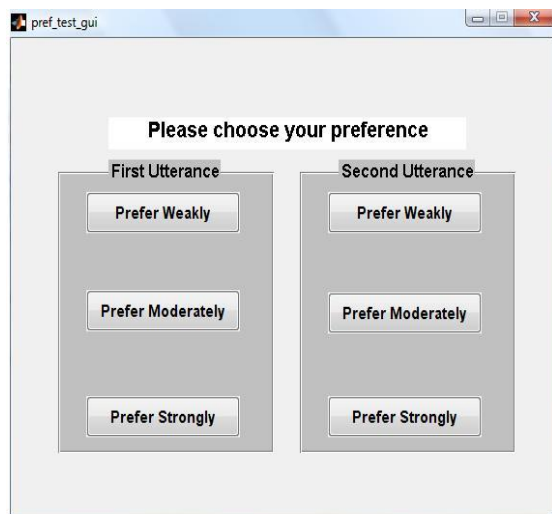 pref_test_gui
Please choose your preference
First Utterance
Prefer Weakly
Prefer Moderately
Prefer Strongly
Second Utterance
Prefer Weakly
Prefer Moderately
Prefer Strongly